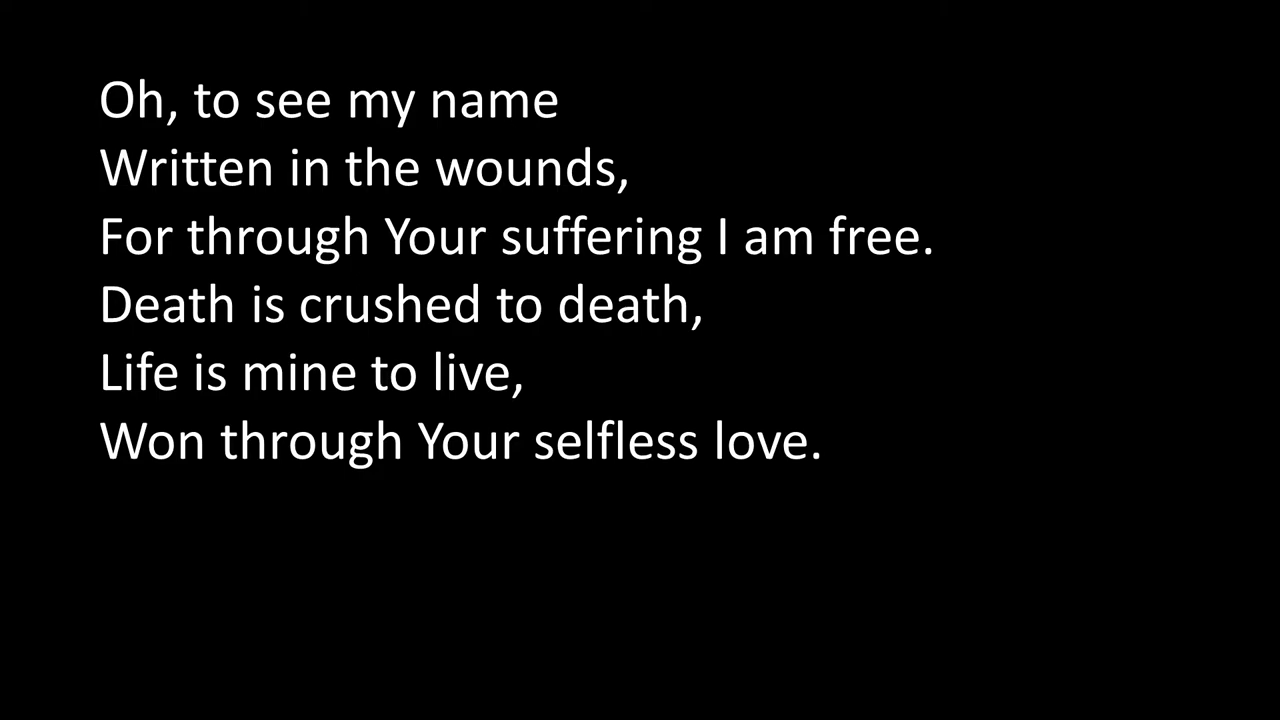 Oh, to see my name
Written in the wounds,
For through Your suffering I am free.
Death is crushed to death,
Life is mine to live,
Won through Your selfless love.